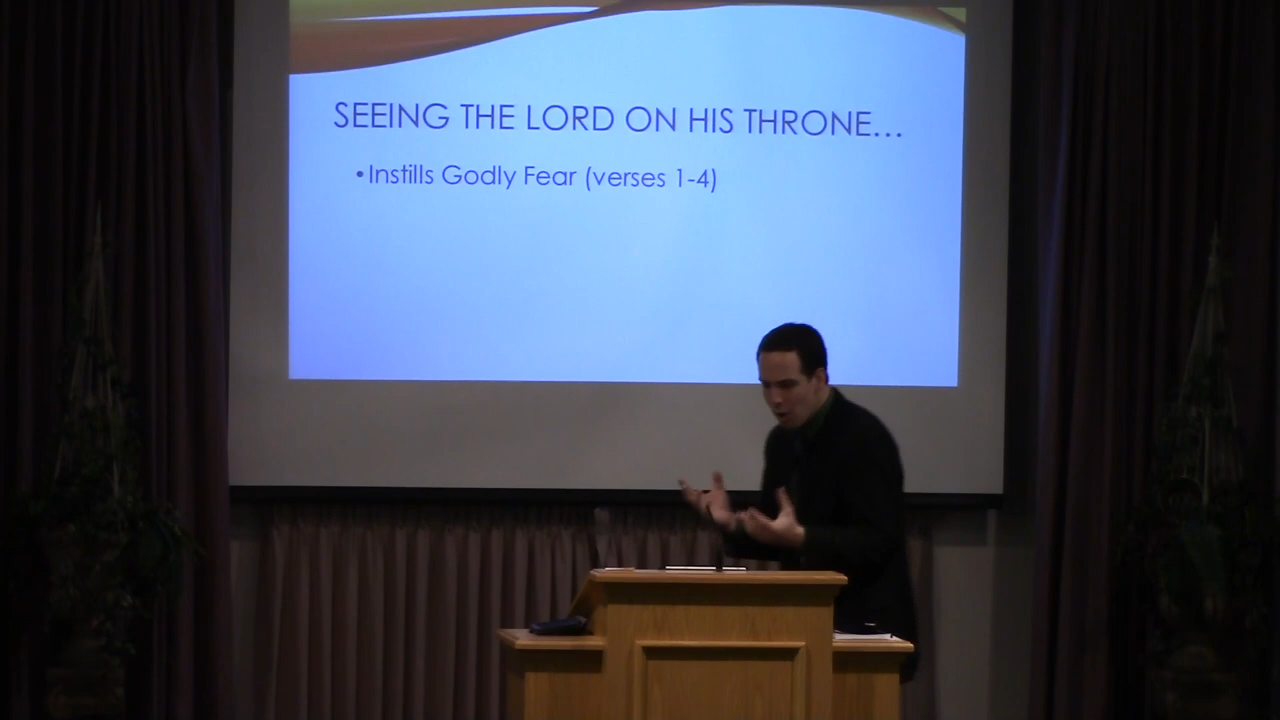 SEEING THE LORD ON HIS THRONE…
•Instills Godly Fear (verses 1-4)